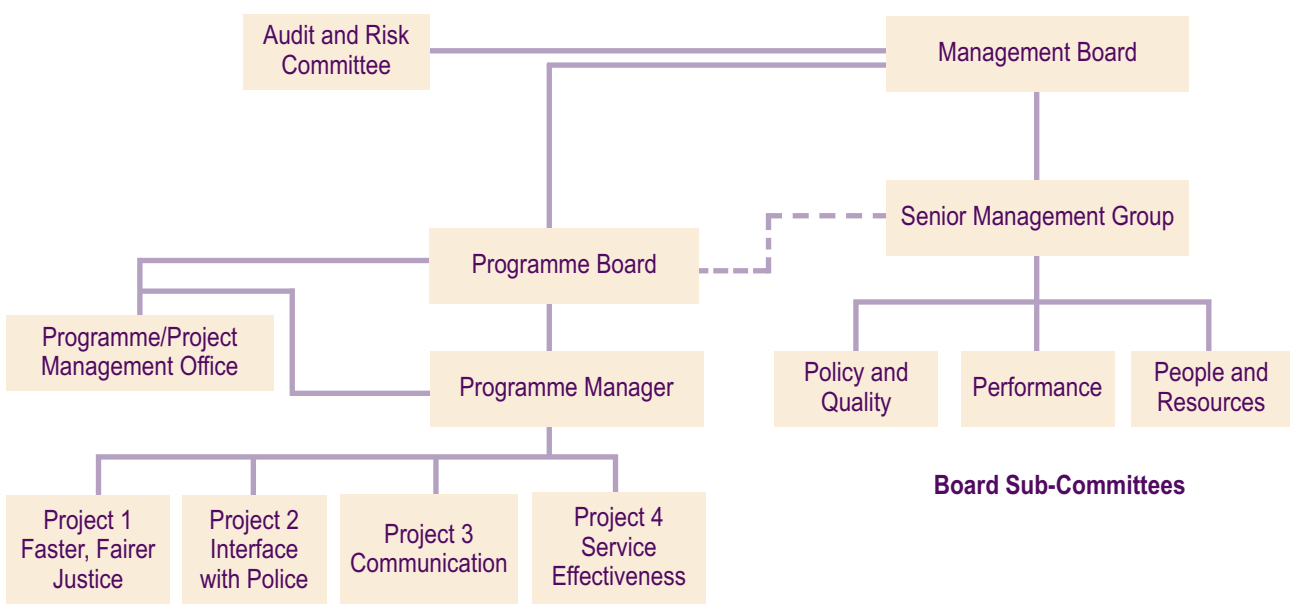 Audit and Risk
Committee
Management Board
Senior Management Group
Programme Board
Programme/Project
Management Office
Programme Manager
Policy and
Quality
Performance
People and
Resources
Board Sub-Committees
Project 1
Faster, Fairer
Justice
Project 2
Interface
with Police
Project 3
Communication
Project 4
Service
Effectiveness